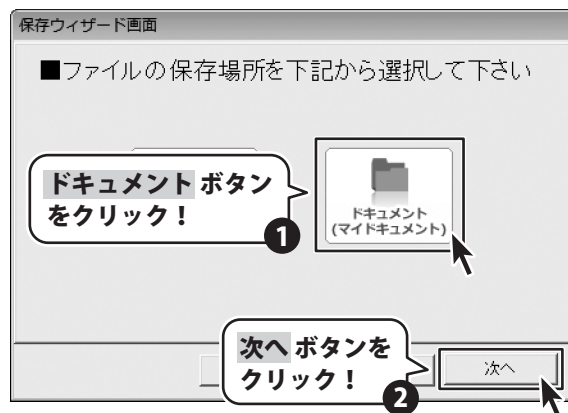 保存ウィザード画面
■ファイルの保存場所を下記から選択して下さい
ドキュメント ボタン
をクリック！
1
ドキュメント
(マイドキュメント)
次へ ボタンを
クリック！
2
次へ